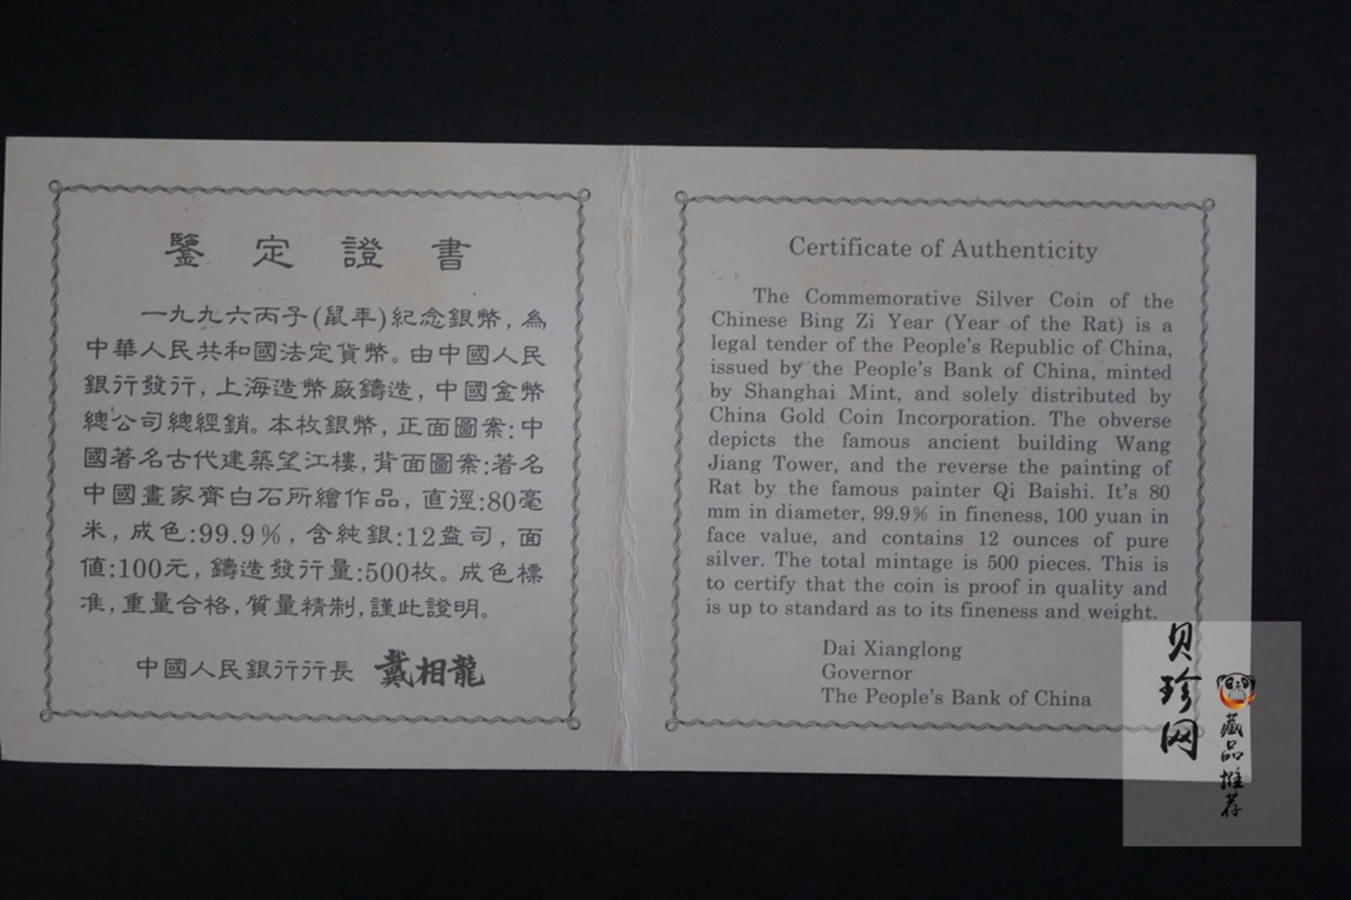 鑒定證書
一九九六丙子(鼠年)紀念銀幣，為
中華人民共和國法定貨幣。由中國人民
銀行發行，上海造幣廠鑄造，中國金幣
總公司總經銷。本枚銀幣，正面圖案:中
國著名古代建築望江樓，背面圖案:著名
中國畫家齊白石所繪作品，直徑:80毫
米，成色:99.9%，含純銀:12盎司，面
值:100元，鑄造發行量:500枚。成色標
準，重量合格，質量精制，謹此證明。
中國人民銀行行長 戴相龍
Certificate of Authenticity
The Commemorative Silver Coin of the
Chinese Bing Zi Year (Year of the Rat) is a
legal tender of the People's Republic of China,
issued by the People's Bank of China, minted
by Shanghai Mint, and solely distributed by
China Gold Coin Incorporation. The obverse
depicts the famous ancient building Wang
Jiang Tower, and the reverse the painting of
Rat by the famous painter Qi Baishi. It's 80
mm in diameter, 99.9% in fineness, 100 yuan in
face value, and contains 12 ounces of pure
silver. The total mintage is 500 pieces. This is
to certify that the coin is proof in quality and
is up to standard as to its fineness and weight.
Dai Xianglong
Governor
The People's Bank of China
贝珍网
藏品推荐